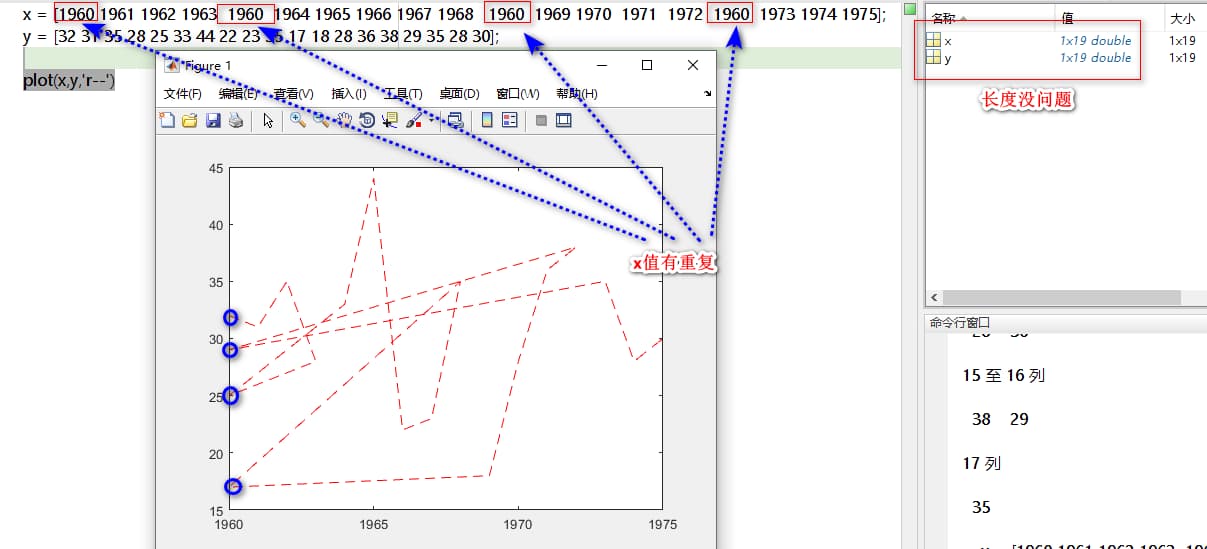 x = [1960 1961 1962 1963 1960 1964 1965 1966 1967 1968 1960 1969 1970 1971 1972 1960 1973 1974 1975];
y = [32 31 35 28 25 33 44 22 23 35 17 18 28 36 38 29 35 28 30];
plot(x,y,'r--')
Figure 1
文件(F) 编辑(E) 查看(V) 插入(I) 工具(T) 桌面(D) 窗口(W) 帮助(H)
45
40
35
30
25
20
15
1960 1965 1970 1975
x值有重复
名称 值 大小
x 1x19 double 1x19
y 1x19 double 1x19
长度没问题
命令行窗口
15 至 16 列
38 29
17 列
35